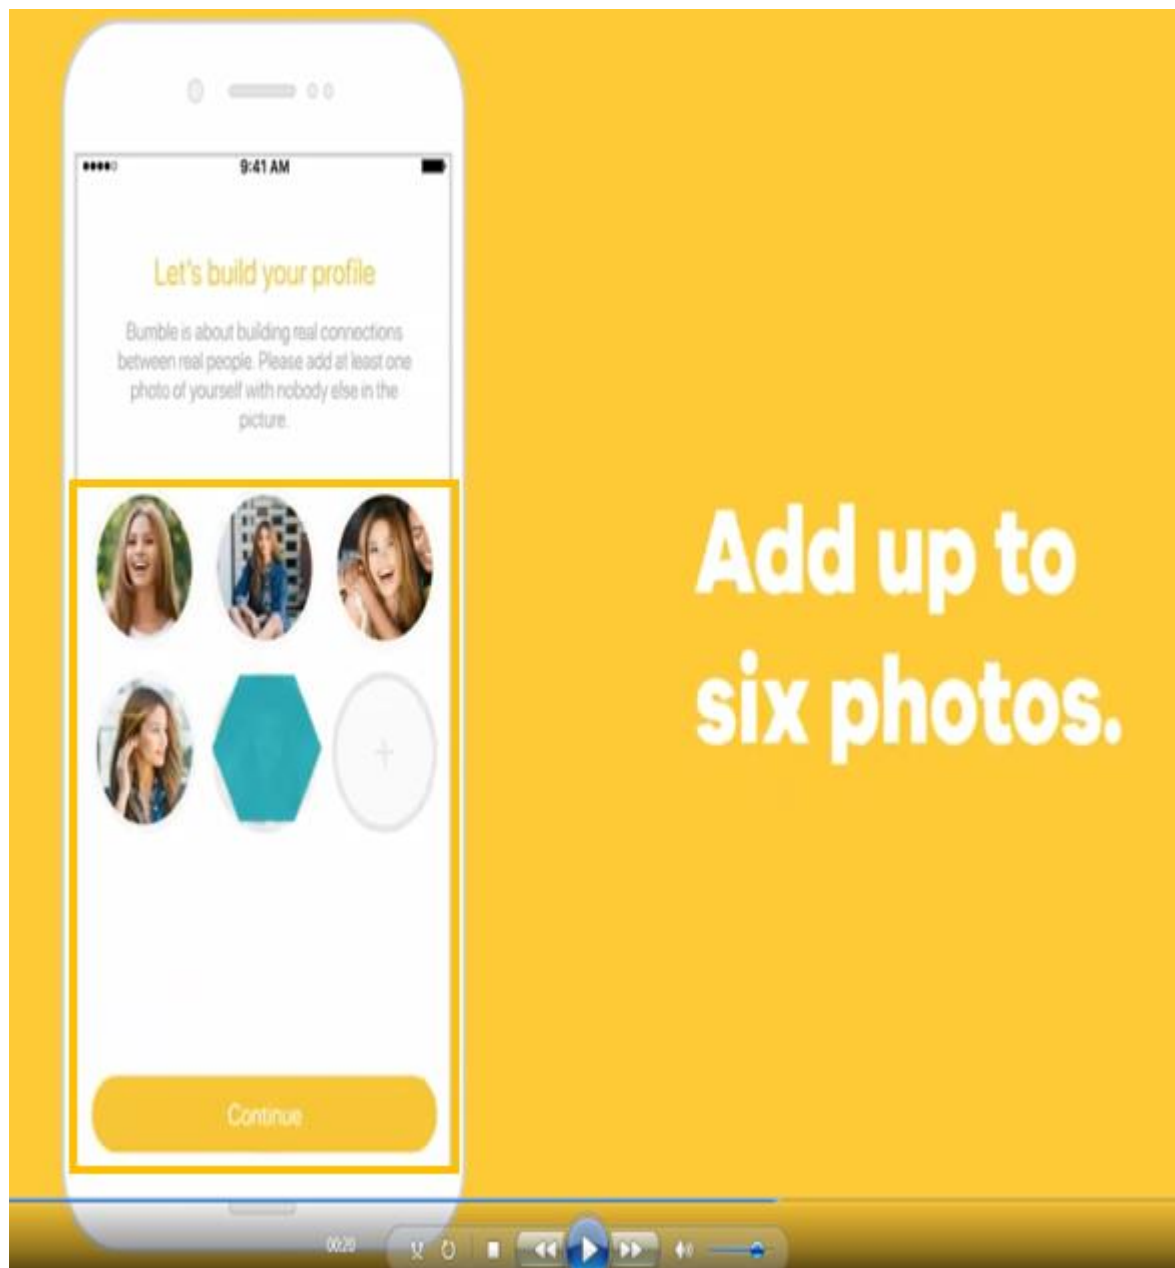 9:41 AM
Let's build your profile
Bumble is about building real connections
between real people. Please add at least one
photo of yourself with nobody else in the
picture.
Continue
Add up to
six photos.
00:20